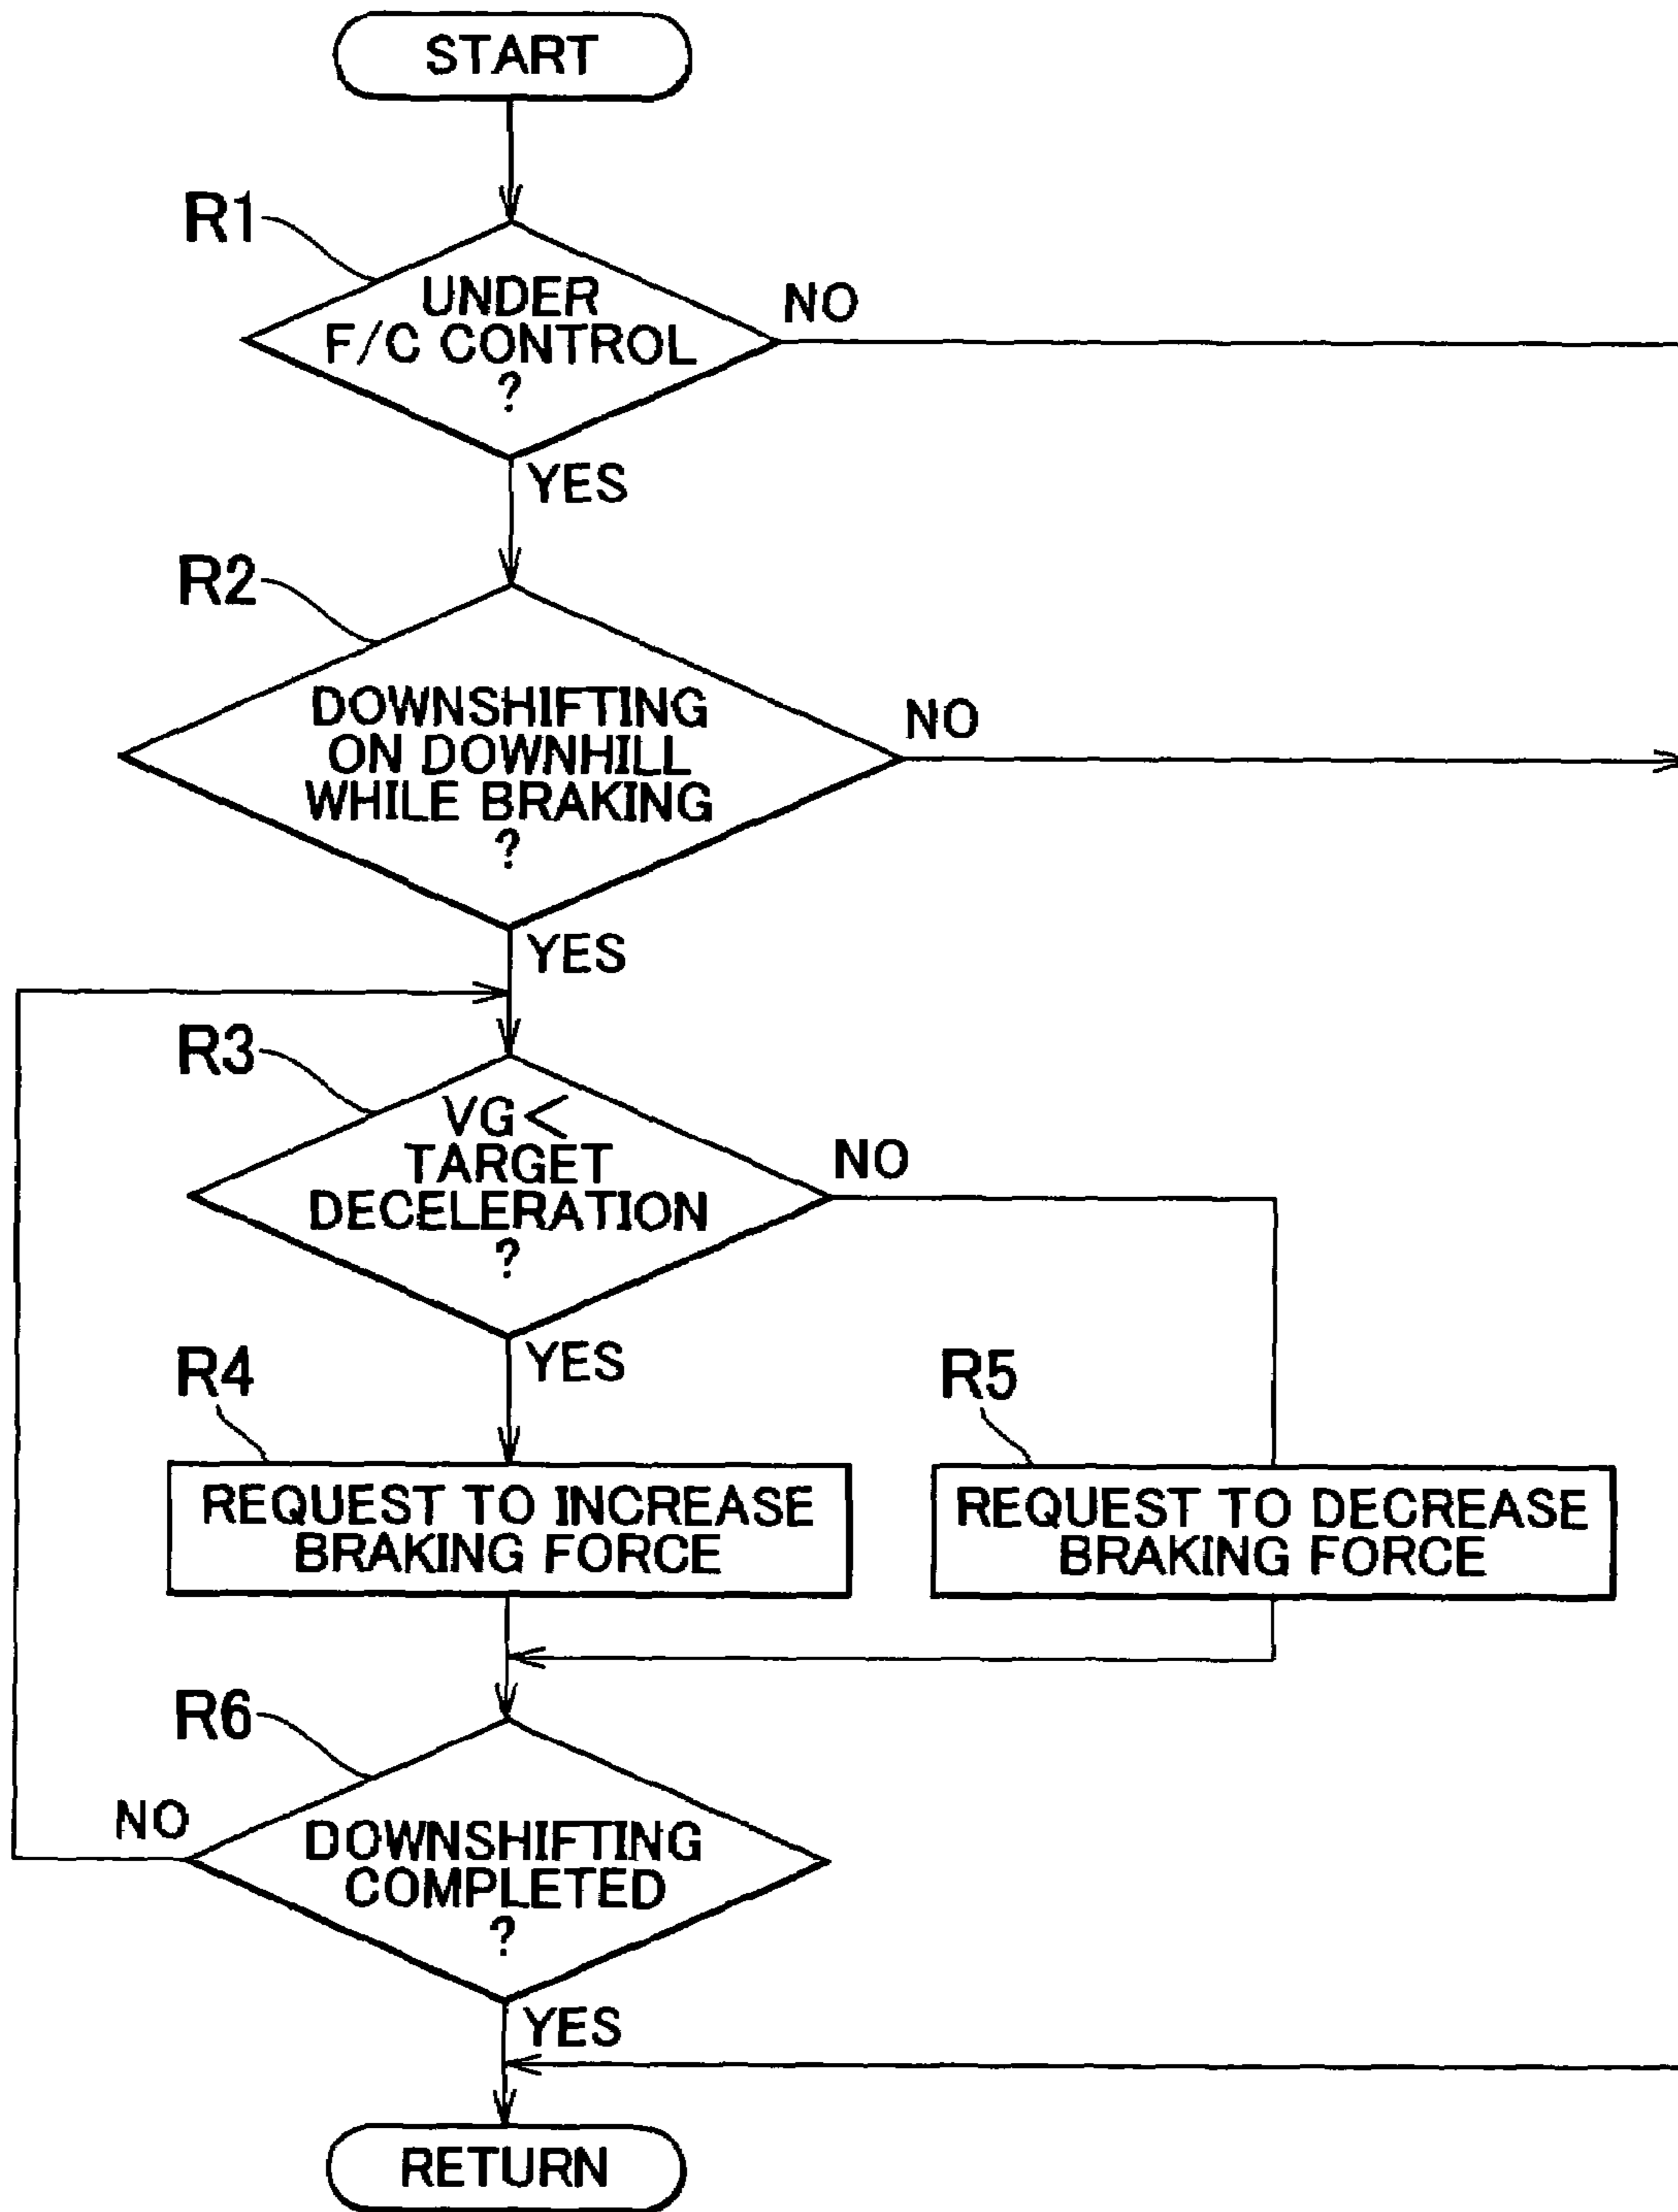 START
R1
UNDER
F/C CONTROL
?
NO
YES
R2
DOWNSHIFTING
ON DOWNHILL
WHILE BRAKING
?
NO
YES
R3
VG <
TARGET
DECELERATION
?
NO
YES
R4
REQUEST TO INCREASE
BRAKING FORCE
R5
REQUEST TO DECREASE
BRAKING FORCE
R6
DOWNSHIFTING
COMPLETED
?
NO
YES
RETURN